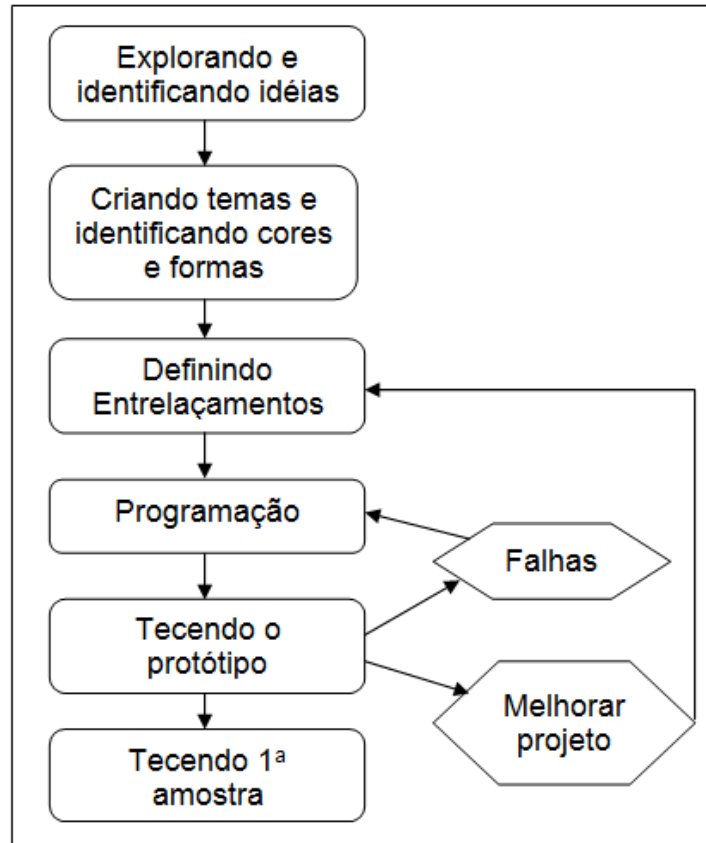 Explorando e
identificando idéias
Criando temas e
identificando cores
e formas
Definindo
Entrelaçamentos
Programação
Falhas
Tecendo o
protótipo
Melhorar
projeto
Tecendo 1ª
amostra